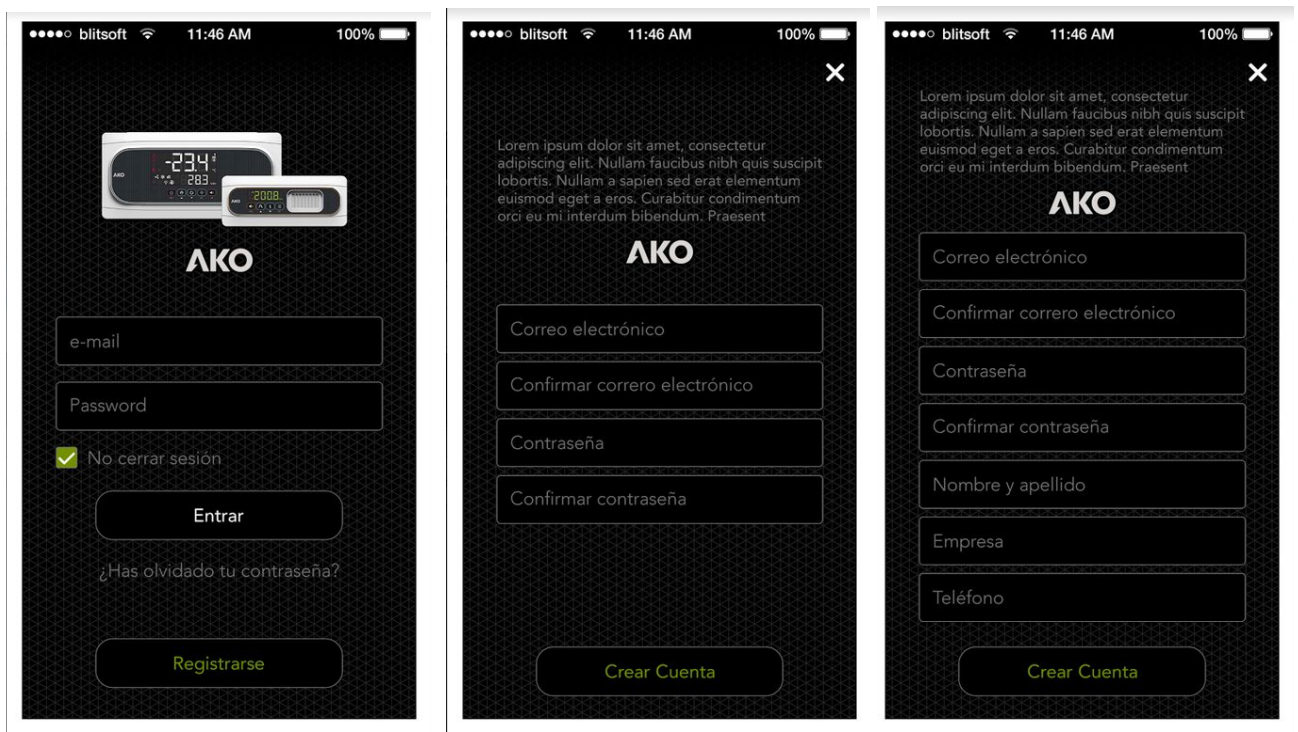 blitsoft 11:46 AM 100%
-23.4
28.3
AKO
AKO
AKO
e-mail
Password
No cerrar sesión
Entrar
¿Has olvidado tu contraseña?
Registrarse
blitsoft 11:46 AM 100%
Lorem ipsum dolor sit amet, consectetur
adipiscing elit. Nullam faucibus nibh quis suscipit
lobortis. Nullam a sapien sed erat elementum
euismod eget a eros. Curabitur condimentum
orci eu mi interdum bibendum. Praesent
AKO
Correo electrónico
Confirmar correro electrónico
Contraseña
Confirmar contraseña
Crear Cuenta
blitsoft 11:46 AM 100%
Lorem ipsum dolor sit amet, consectetur
adipiscing elit. Nullam faucibus nibh quis suscipit
lobortis. Nullam a sapien sed erat elementum
euismod eget a eros. Curabitur condimentum
orci eu mi interdum bibendum. Praesent
AKO
Correo electrónico
Confirmar correro electrónico
Contraseña
Confirmar contraseña
Nombre y apellido
Empresa
Teléfono
Crear Cuenta